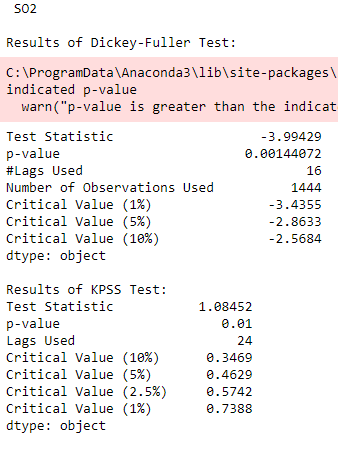 SO2
Results of Dickey-Fuller Test:
C:\ProgramData\Anaconda3\lib\site-packages\
indicated p-value
warn("p-value is greater than the indicat
Test Statistic -3.99429
p-value 0.00144072
#Lags Used 16
Number of Observations Used 1444
Critical Value (1%) -3.4355
Critical Value (5%) -2.8633
Critical Value (10%) -2.5684
dtype: object
Results of KPSS Test:
Test Statistic 1.08452
p-value 0.01
Lags Used 24
Critical Value (10%) 0.3469
Critical Value (5%) 0.4629
Critical Value (2.5%) 0.5742
Critical Value (1%) 0.7388
dtype: object